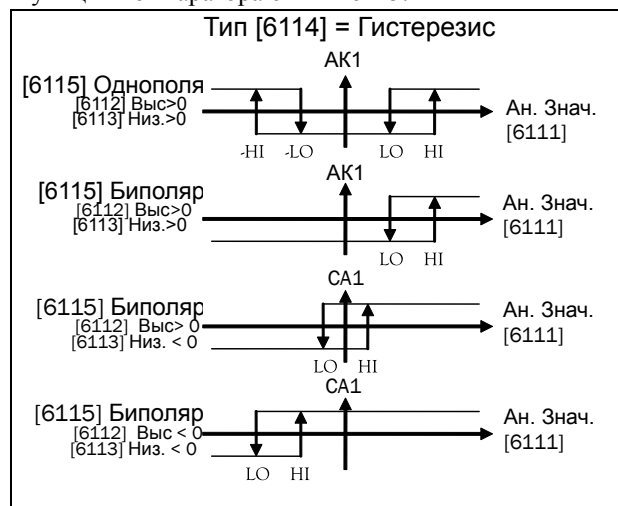 Тип [6114] = Гистерезис
АК1
[6115] Однополя
[6112] Выс>0
[6113] Низ.>0
Ан. Знач.
[6111]
-HI -LO LO HI
АК1
[6115] Биполяр
[6112] Выс>0
[6113] Низ.>0
Ан. Знач.
[6111]
LO HI
CA1
[6115] Биполяр
[6112] Выс> 0
[6113] Низ. < 0
Ан. Знач.
[6111]
LO HI
CA1
[6115] Биполяр
[6112] Выс < 0
[6113] Низ. < 0
Ан. Знач.
[6111]
LO HI